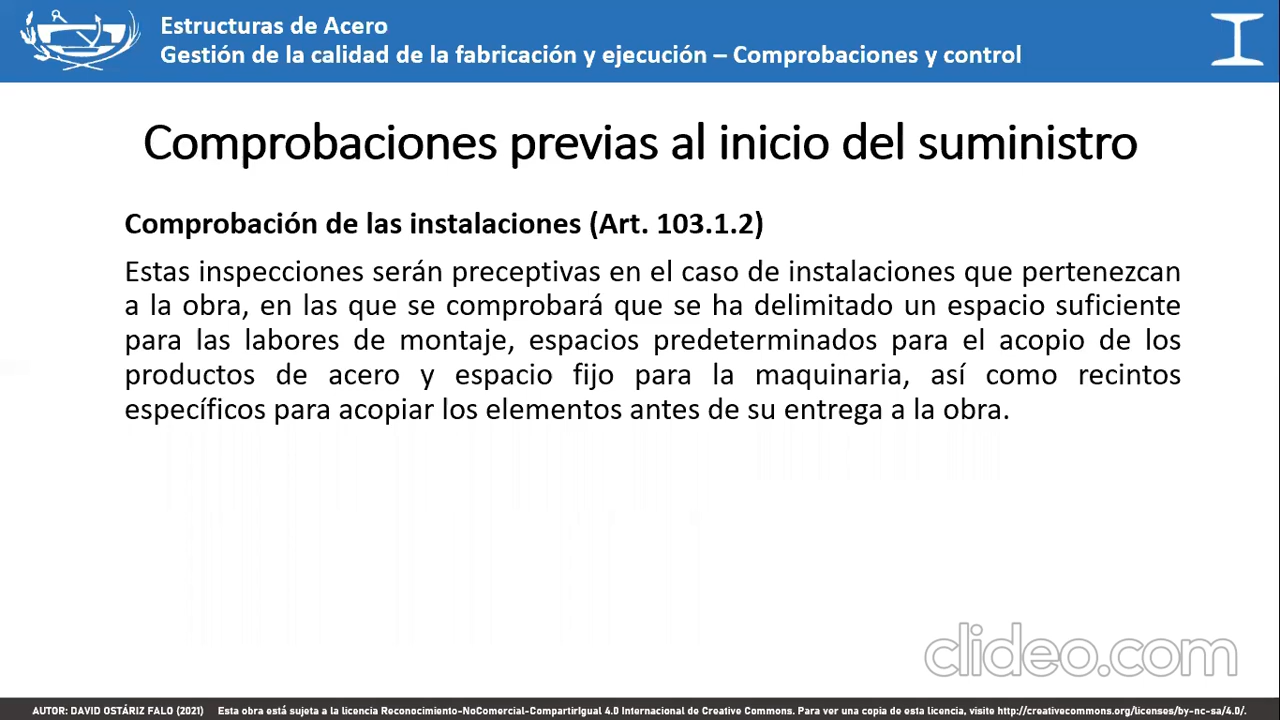 Estructuras de Acero
Gestión de la calidad de la fabricación y ejecución – Comprobaciones y control
Comprobaciones previas al inicio del suministro
Comprobación de las instalaciones (Art. 103.1.2)
Estas inspecciones serán preceptivas en el caso de instalaciones que pertenezcan
a la obra, en las que se comprobará que se ha delimitado un espacio suficiente
para las labores de montaje, espacios predeterminados para el acopio de los
productos de acero y espacio fijo para la maquinaria, así como recintos
específicos para acopiar los elementos antes de su entrega a la obra.
clideo.com
AUTOR: DAVID OSTÁRIZ FALO (2021) Esta obra está sujeta a la licencia Reconocimiento-NoComercial-CompartirIgual 4.0 Internacional de Creative Commons. Para ver una copia de esta licencia, visite http://creativecommons.org/licenses/by-nc-sa/4.0/.